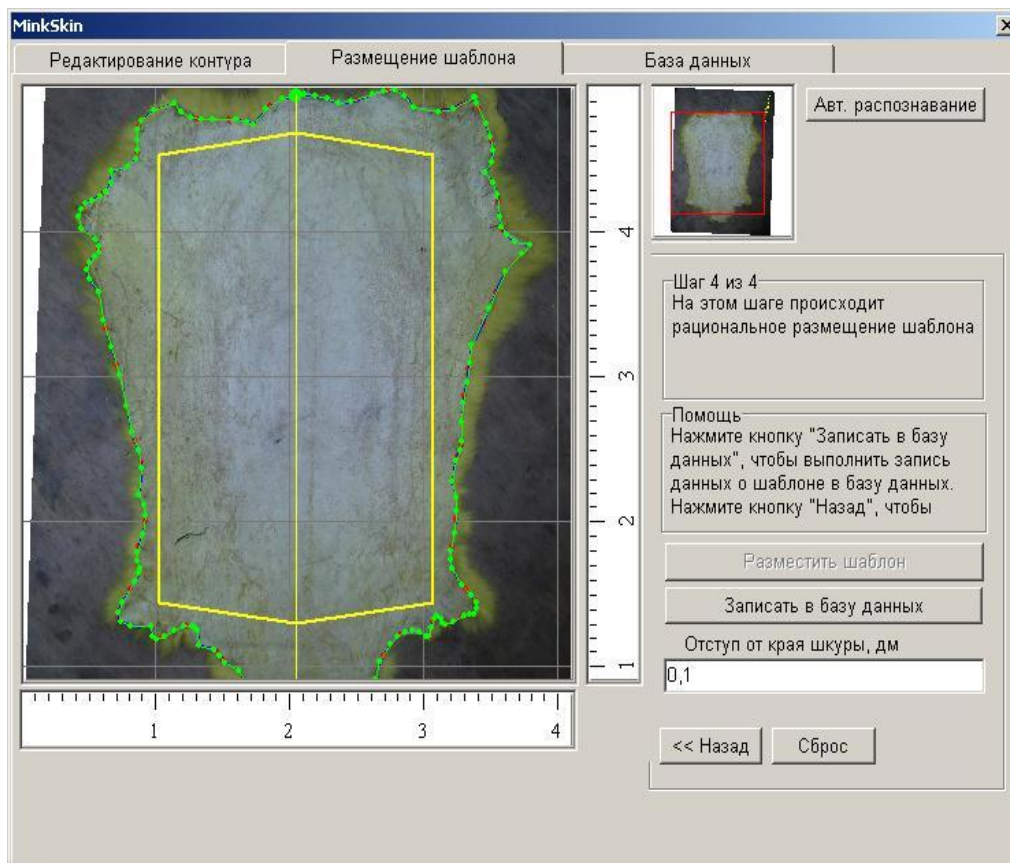 MinkSkin
Редактирование контура
Размещение шаблона
База данных
Авт. распознавание
4
3
2
1
1 2 3 4
Шаг 4 из 4
На этом шаге происходит
рациональное размещение шаблона
Помощь
Нажмите кнопку "Записать в базу
данных", чтобы выполнить запись
данных о шаблоне в базу данных.
Нажмите кнопку "Назад", чтобы
Разместить шаблон
Записать в базу данных
Отступ от края шкуры, дм
0,1
<< Назад
Сброс